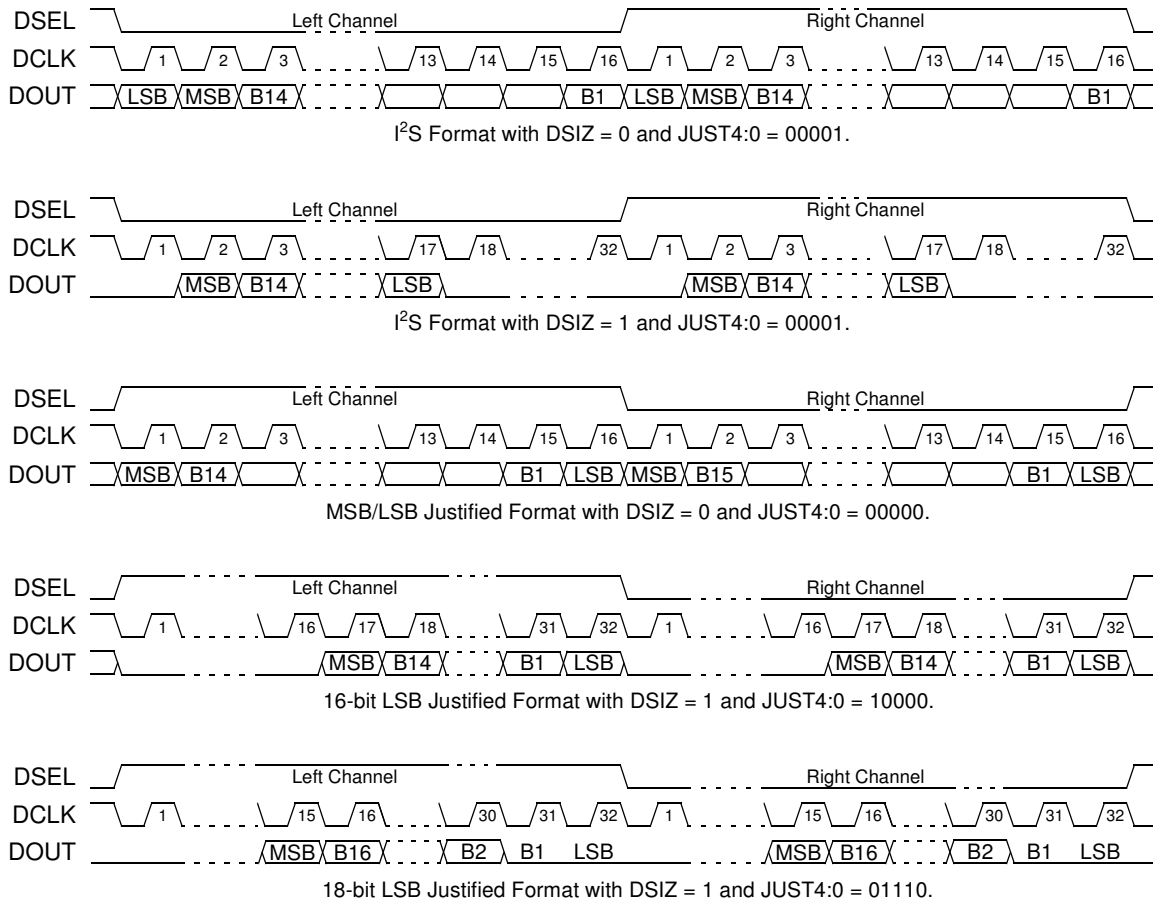 DSEL Left Channel Right Channel
DCLK 1 2 3 13 14 15 16 1 2 3 13 14 15 16
DOUT LSB MSB B14 B1 LSB MSB B14 B1
I²S Format with DSIZ = 0 and JUST4:0 = 00001.
DSEL Left Channel Right Channel
DCLK 1 2 3 17 18 32 1 2 3 17 18 32
DOUT MSB B14 LSB MSB B14 LSB
I²S Format with DSIZ = 1 and JUST4:0 = 00001.
DSEL Left Channel Right Channel
DCLK 1 2 3 13 14 15 16 1 2 3 13 14 15 16
DOUT MSB B14 B1 LSB MSB B15 B1 LSB
MSB/LSB Justified Format with DSIZ = 0 and JUST4:0 = 00000.
DSEL Left Channel Right Channel
DCLK 1 16 17 18 31 32 1 16 17 18 31 32
DOUT MSB B14 B1 LSB MSB B14 B1 LSB
16-bit LSB Justified Format with DSIZ = 1 and JUST4:0 = 10000.
DSEL Left Channel Right Channel
DCLK 1 15 16 30 31 32 1 15 16 30 31 32
DOUT MSB B16 B2 B1 LSB MSB B16 B2 B1 LSB
18-bit LSB Justified Format with DSIZ = 1 and JUST4:0 = 01110.